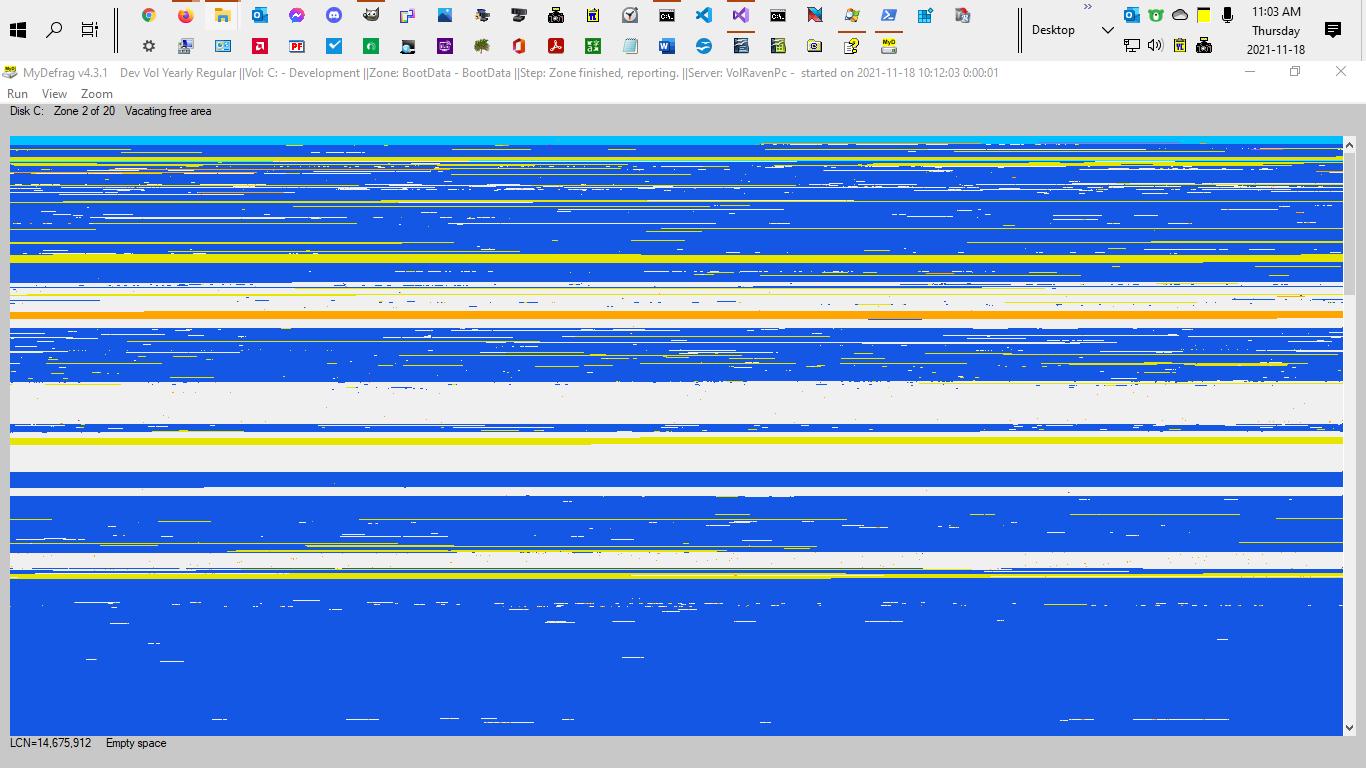 11:03 AM
Desktop
Thursday
2021-11-18
MyDefrag v4.3.1 Dev Vol Yearly Regular ||Vol: C: - Development ||Zone: BootData - BootData ||Step: Zone finished, reporting. ||Server: VolRavenPc - started on 2021-11-18 10:12:03 0:00:01
Run View Zoom
Disk C: Zone 2 of 20 Vacating free area
LCN=14,675,912 Empty space